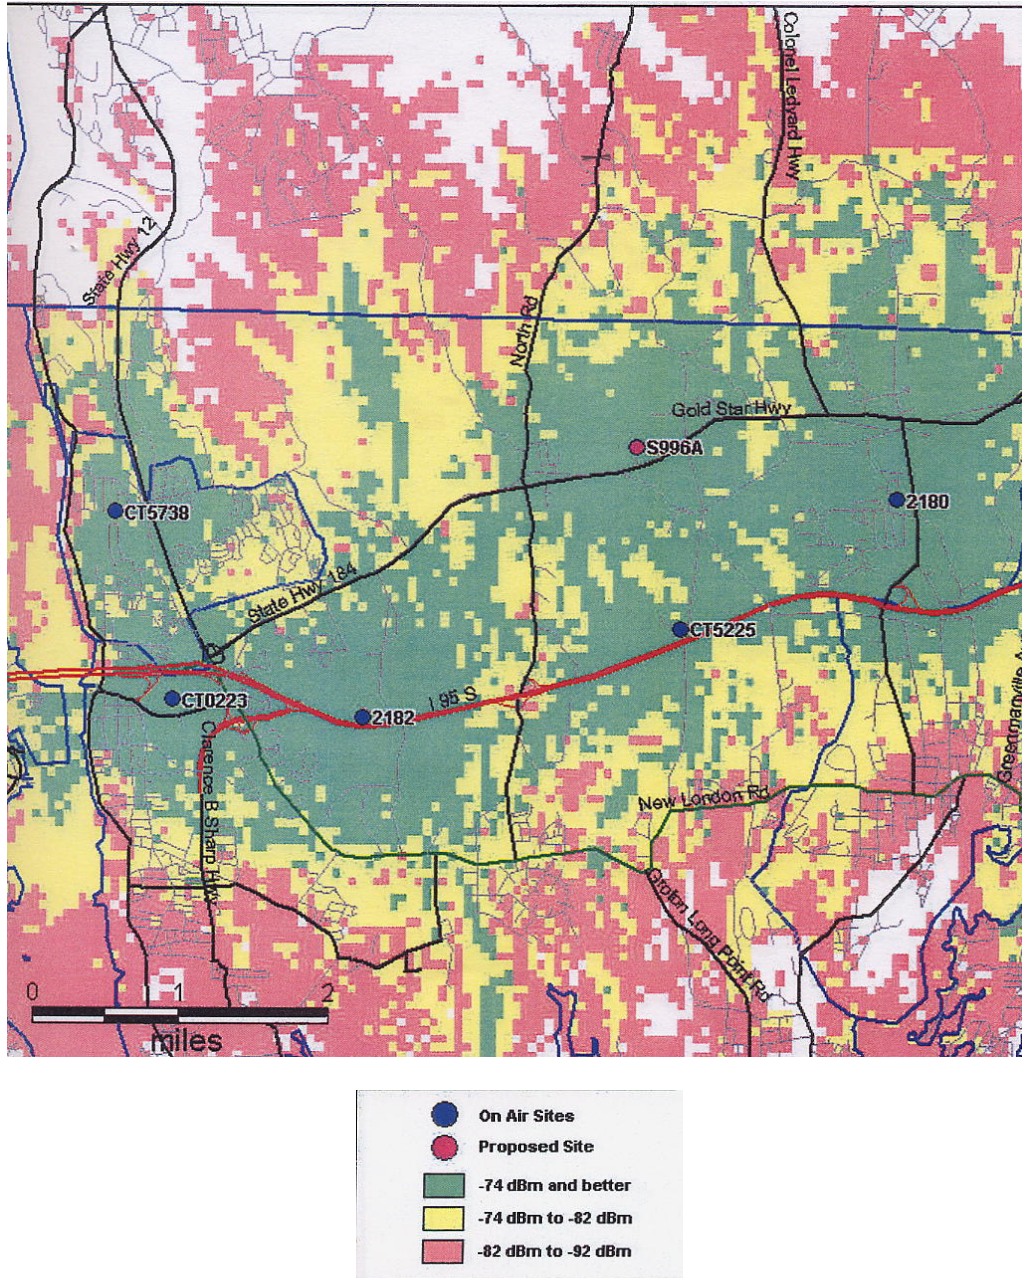 Colonel Ledyard Hwy
State Hwy 12
North Rd
Gold Star Hwy
S996A
CT5738
2180
State Hwy 184
CT5225
CT0223
I 95 S
2182
Clarence B Sharp Hwy
New London Rd
Groton Long Point Rd
0 1 2
miles
On Air Sites
Proposed Site
-74 dBm and better
-74 dBm to -82 dBm
-82 dBm to -92 dBm